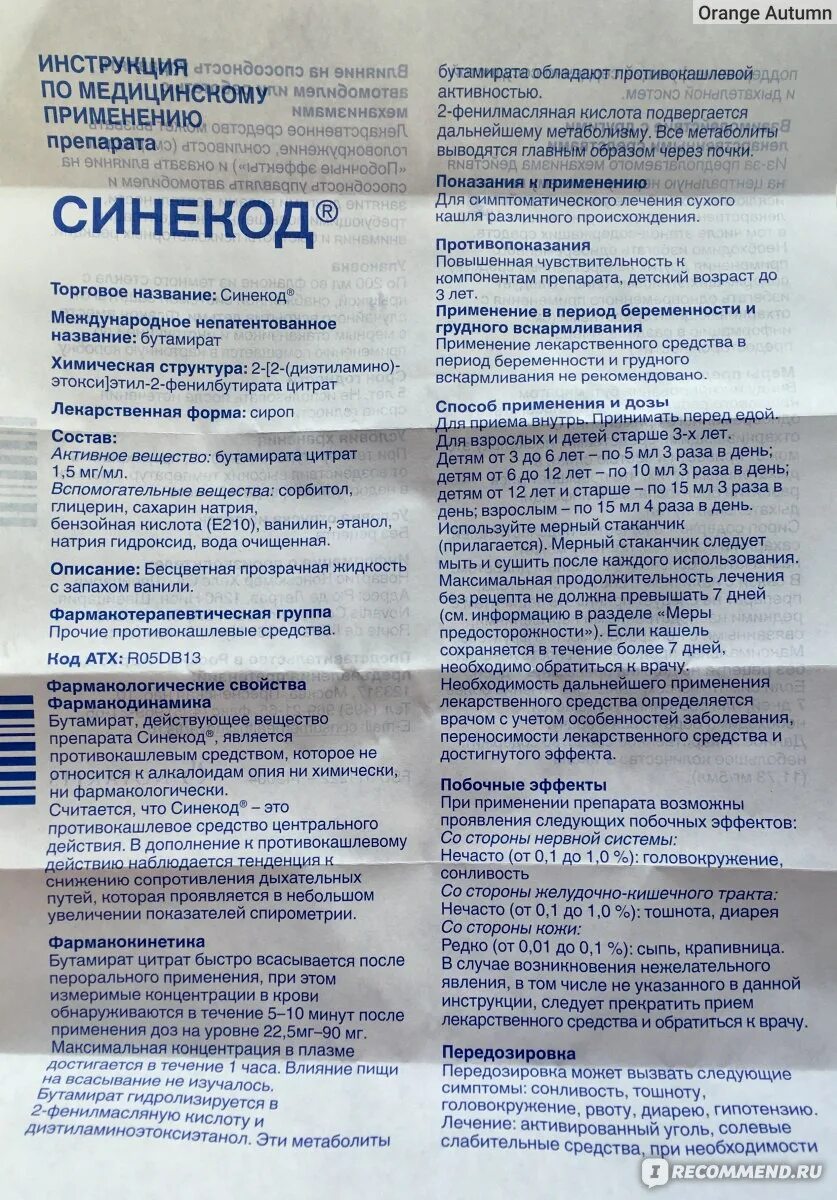 Orange Autumn
ИНСТРУКЦИЯ
ПО МЕДИЦИНСКОМУ
ПРИМЕНЕНИЮ
препарата
СИНЕКОД®
Торговое название: Синекод®
Международное непатентованное
название: бутамират
Химическая структура: 2-[2-(диэтиламино)-
этокси]этил-2-фенилбутирата цитрат
Лекарственная форма: сироп
Состав:
Активное вещество: бутамирата цитрат
1,5 мг/мл.
Вспомогательные вещества: сорбитол,
глицерин, сахарин натрия,
бензойная кислота (E210), ванилин, этанол,
натрия гидроксид, вода очищенная.
Описание: Бесцветная прозрачная жидкость
с запахом ванили.
Фармакотерапевтическая группа
Прочие противокашлевые средства.
Код АТХ: R05DB13
Фармакологические свойства
Фармакодинамика
Бутамират, действующее вещество
препарата Синекод®, является
противокашлевым средством, которое не
относится к алкалоидам опия ни химически,
ни фармакологически.
Считается, что Синекод® – это
противокашлевое средство центрального
действия. В дополнение к противокашлевому
действию наблюдается тенденция к
снижению сопротивления дыхательных
путей, которая проявляется в небольшом
увеличении показателей спирометрии.
Фармакокинетика
Бутамират цитрат быстро всасывается после
перорального применения, при этом
измеримые концентрации в крови
обнаруживаются в течение 5–10 минут после
применения доз на уровне 22,5мг–90 мг.
Максимальная концентрация в плазме
достигается в течение 1 часа. Влияние пищи
на всасывание не изучалось.
Бутамират гидролизируется в
2-фенилмасляную кислоту и
диэтиламиноэтоксиэтанол. Эти метаболиты
бутамирата обладают противокашлевой
активностью.
2-фенилмасляная кислота подвергается
дальнейшему метаболизму. Все метаболиты
выводятся главным образом через почки.
Показания к применению
Для симптоматического лечения сухого
кашля различного происхождения.
Противопоказания
Повышенная чувствительность к
компонентам препарата, детский возраст до
3 лет.
Применение в период беременности и
грудного вскармливания
Применение лекарственного средства в
период беременности и грудного
вскармливания не рекомендовано.
Способ применения и дозы
Для приема внутрь. Принимать перед едой.
Для взрослых и детей старше 3-х лет.
Детям от 3 до 6 лет – по 5 мл 3 раза в день;
детям от 6 до 12 лет – по 10 мл 3 раза в день;
детям от 12 лет и старше – по 15 мл 3 раза в
день; взрослым – по 15 мл 4 раза в день.
Используйте мерный стаканчик
(прилагается). Мерный стаканчик следует
мыть и сушить после каждого использования.
Максимальная продолжительность лечения
без рецепта не должна превышать 7 дней
(см. информацию в разделе «Меры
предосторожности»). Если кашель
сохраняется в течение более 7 дней,
необходимо обратиться к врачу.
Необходимость дальнейшего применения
лекарственного средства определяется
врачом с учетом особенностей заболевания,
переносимости лекарственного средства и
достигнутого эффекта.
Побочные эффекты
При применении препарата возможны
проявления следующих побочных эффектов:
Со стороны нервной системы:
Нечасто (от 0,1 до 1,0 %): головокружение,
сонливость
Со стороны желудочно-кишечного тракта:
Нечасто (от 0,1 до 1,0 %): тошнота, диарея
Со стороны кожи:
Редко (от 0,01 до 0,1 %): сыпь, крапивница.
В случае возникновения нежелательного
явления, в том числе не указанного в данной
инструкции, следует прекратить прием
лекарственного средства и обратиться к врачу.
Передозировка
Передозировка может вызвать следующие
симптомы: сонливость, тошноту,
головокружение, рвоту, диарею, гипотензию.
Лечение: активированный уголь, солевые
слабительные средства, при необходимости
IRECOMMEND.RU